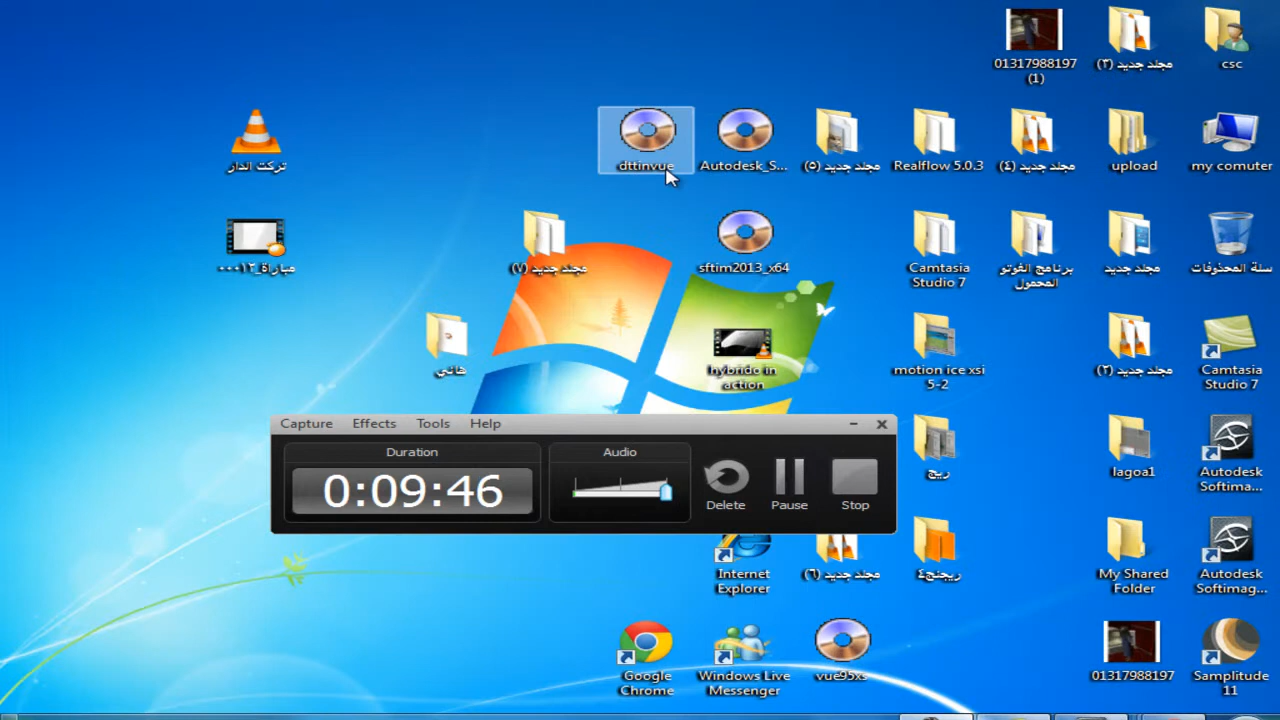 01317988197
(1)
مجلد جديد (٣)
csc
تركت الدار
dttinvue
Autodesk_S...
مجلد جديد (٥)
Realflow 5.0.3
مجلد جديد (٤)
upload
my comuter
مباراة_٠٠٠١٢
مجلد جديد (٧)
sftim2013_x64
Camtasia
Studio 7
برنامج الفوتو
المحمول
مجلد جديد
سلة المحذوفات
هاني
hybrido in
action
motion ice xsi
5-2
مجلد جديد (٢)
Camtasia
Studio 7
Capture
Effects
Tools
Help
Duration
0:09:46
Audio
Delete
Pause
Stop
ريج
lagoa1
Autodesk
Softima...
Internet
Explorer
مجلد جديد (٦)
ريجنج٤
My Shared
Folder
Autodesk
Softimag...
Google
Chrome
Windows Live
Messenger
vue95xs
01317988197
Samplitude
11